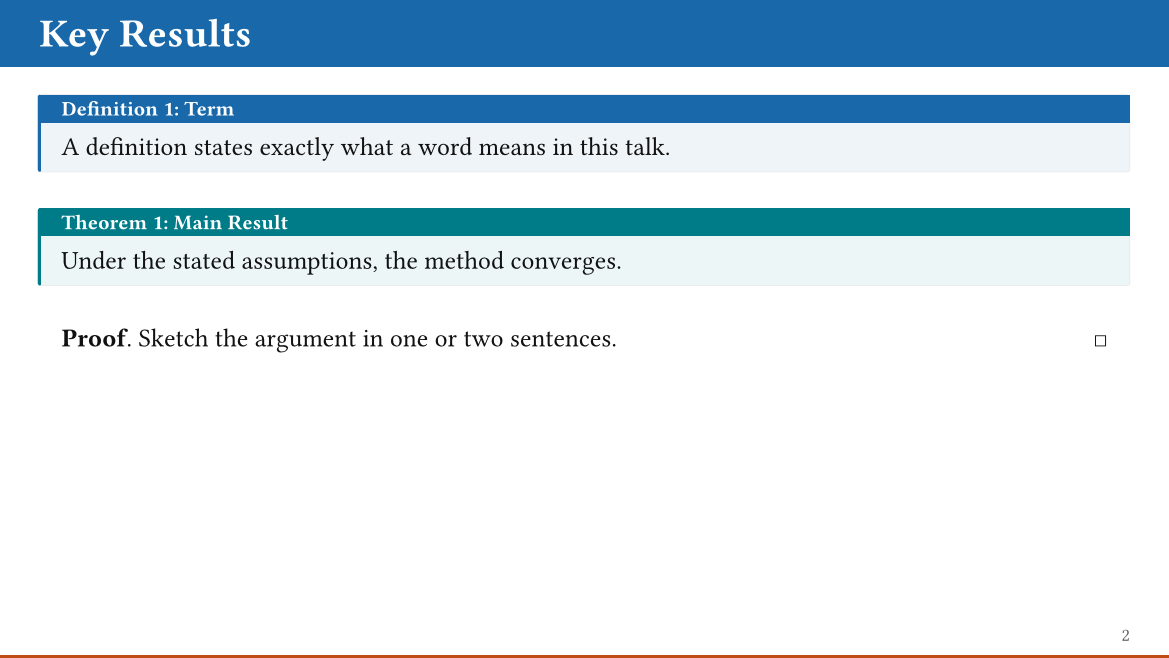 Key Results
Definition 1: Term
A definition states exactly what a word means in this talk.
Theorem 1: Main Result
Under the stated assumptions, the method converges.
Proof. Sketch the argument in one or two sentences. □
2